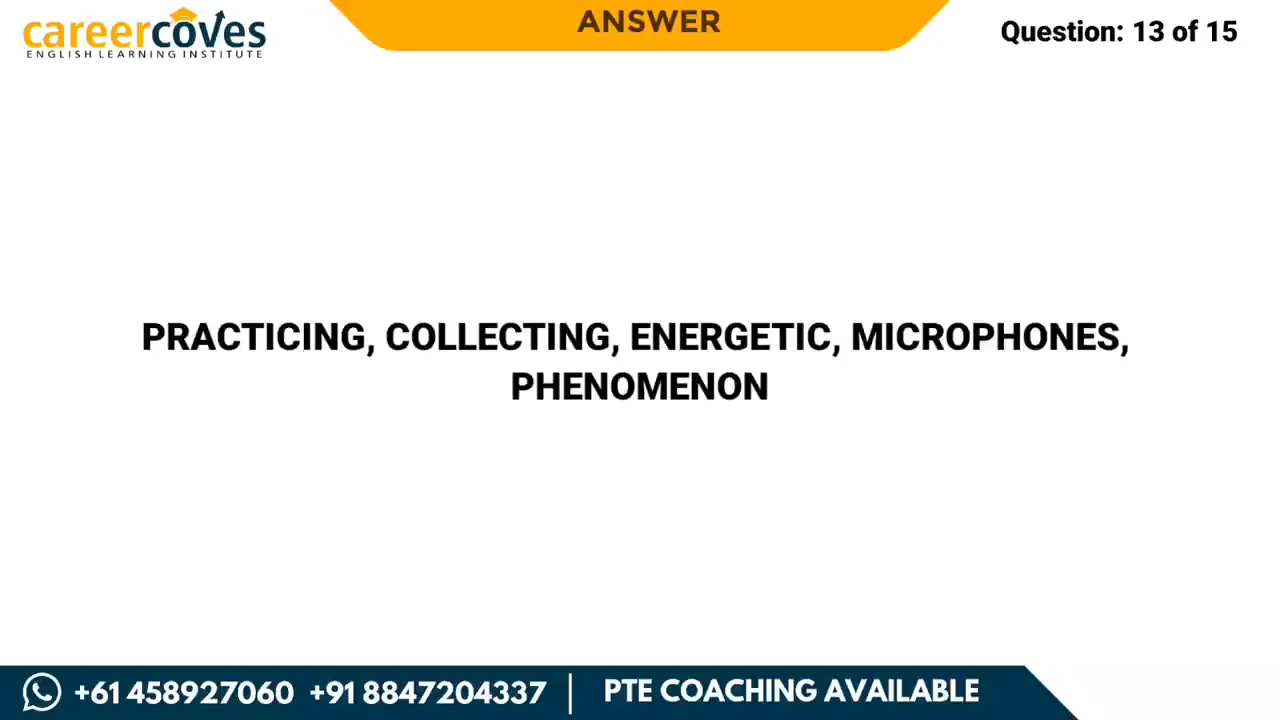 careercoves
ENGLISH LEARNING INSTITUTE
ANSWER
Question: 13 of 15
PRACTICING, COLLECTING, ENERGETIC, MICROPHONES,
PHENOMENON
+61 458927060 +91 8847204337 | PTE COACHING AVAILABLE